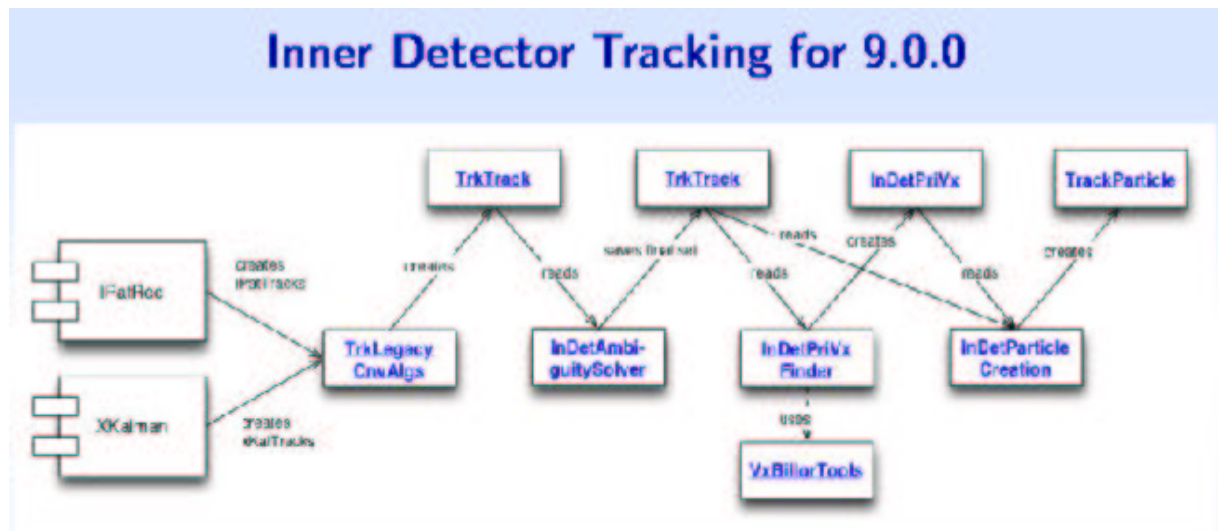 Inner Detector Tracking for 9.0.0
TrkTrack
TrkTrack
InDetPriVx
TrackParticle
creates
iPatTracks
creates
reads
saves final set
reads
reads
creates
reads
creates
IPatRec
TrkLegacy
CnvAlgs
InDetAmbi-
guitySolver
InDetPriVx
Finder
InDetParticle
Creation
XKalman
creates
xKalTracks
uses
VxBillorTools